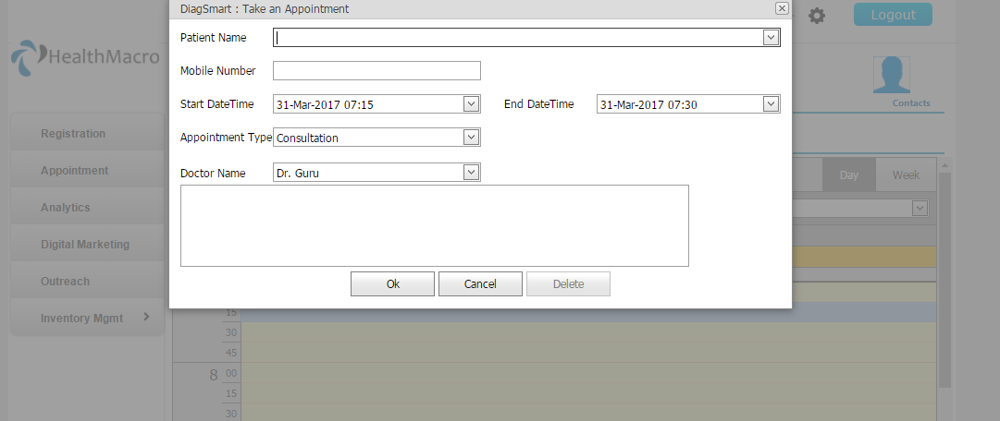 DiagSmart : Take an Appointment
Logout
Patient Name
HealthMacro
Mobile Number
Start DateTime 31-Mar-2017 07:15 End DateTime 31-Mar-2017 07:30
Contacts
Registration
Appointment Type Consultation
Appointment
Doctor Name Dr. Guru
Day Week
Analytics
Digital Marketing
Outreach
Ok Cancel Delete
Inventory Mgmt
15
30
45
8 00
15
30